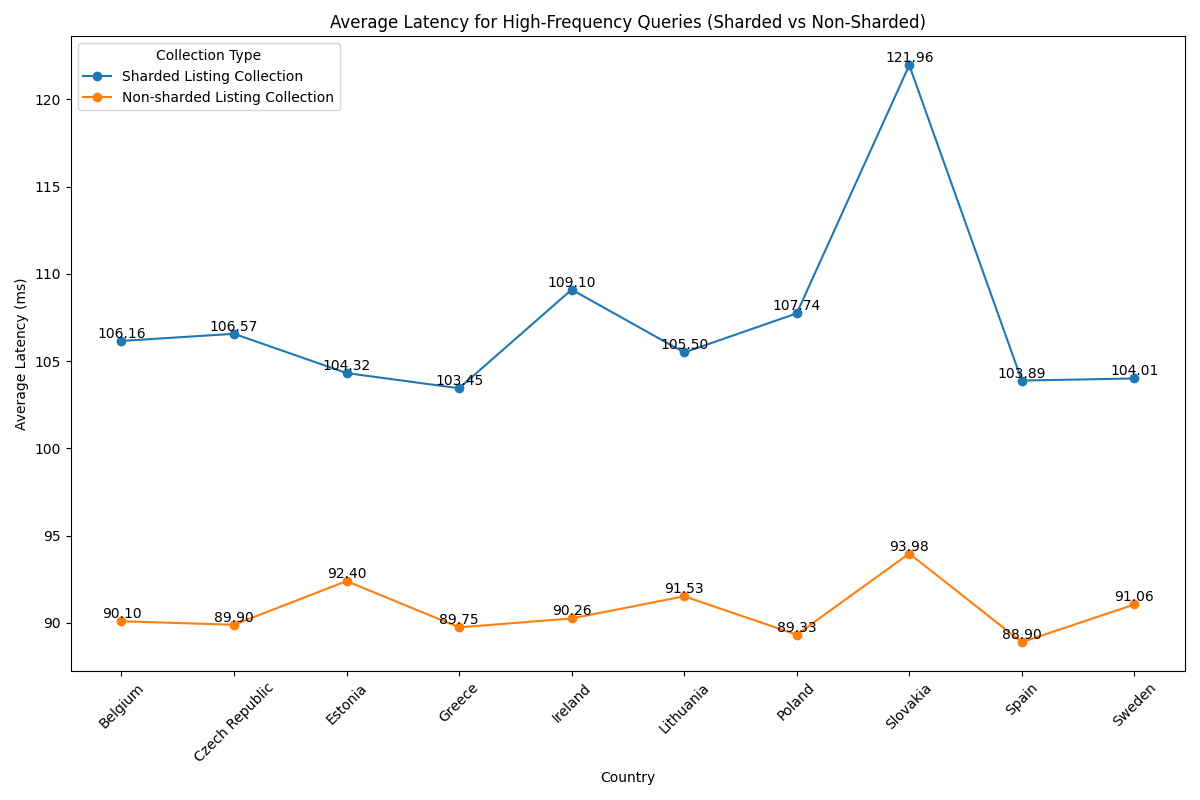 Average Latency for High-Frequency Queries (Sharded vs Non-Sharded)
Collection Type
Sharded Listing Collection
Non-sharded Listing Collection
Average Latency (ms)
120
115
110
105
100
95
90
106.16
106.57
104.32
103.45
109.10
105.50
107.74
121.96
103.89
104.01
90.10
89.90
92.40
89.75
90.26
91.53
89.33
93.98
88.90
91.06
Belgium
Czech Republic
Estonia
Greece
Ireland
Lithuania
Poland
Slovakia
Spain
Sweden
Country